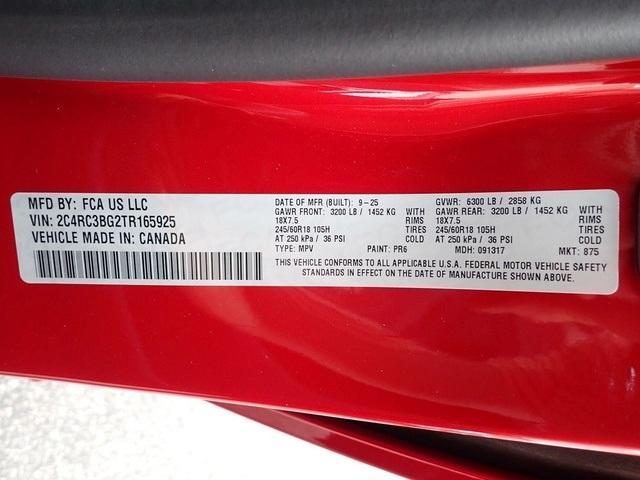 MFD BY: FCA US LLC
VIN: 2C4RC3BG2TR165925
VEHICLE MADE IN: CANADA
DATE OF MFR (BUILT): 9-25
GAWR FRONT: 3200 LB / 1452 KG WITH
18X7.5 RIMS
245/60R18 105H TIRES
AT 250 kPa / 36 PSI COLD
TYPE: MPV PAINT: PR6
GVWR: 6300 LB / 2858 KG
GAWR REAR: 3200 LB / 1452 KG WITH
18X7.5 RIMS
245/60R18 105H TIRES
AT 250 kPa / 36 PSI COLD
MDH: 091317 MKT: 875
THIS VEHICLE CONFORMS TO ALL APPLICABLE U.S.A. FEDERAL MOTOR VEHICLE SAFETY
STANDARDS IN EFFECT ON THE DATE OF MANUFACTURE SHOWN ABOVE.